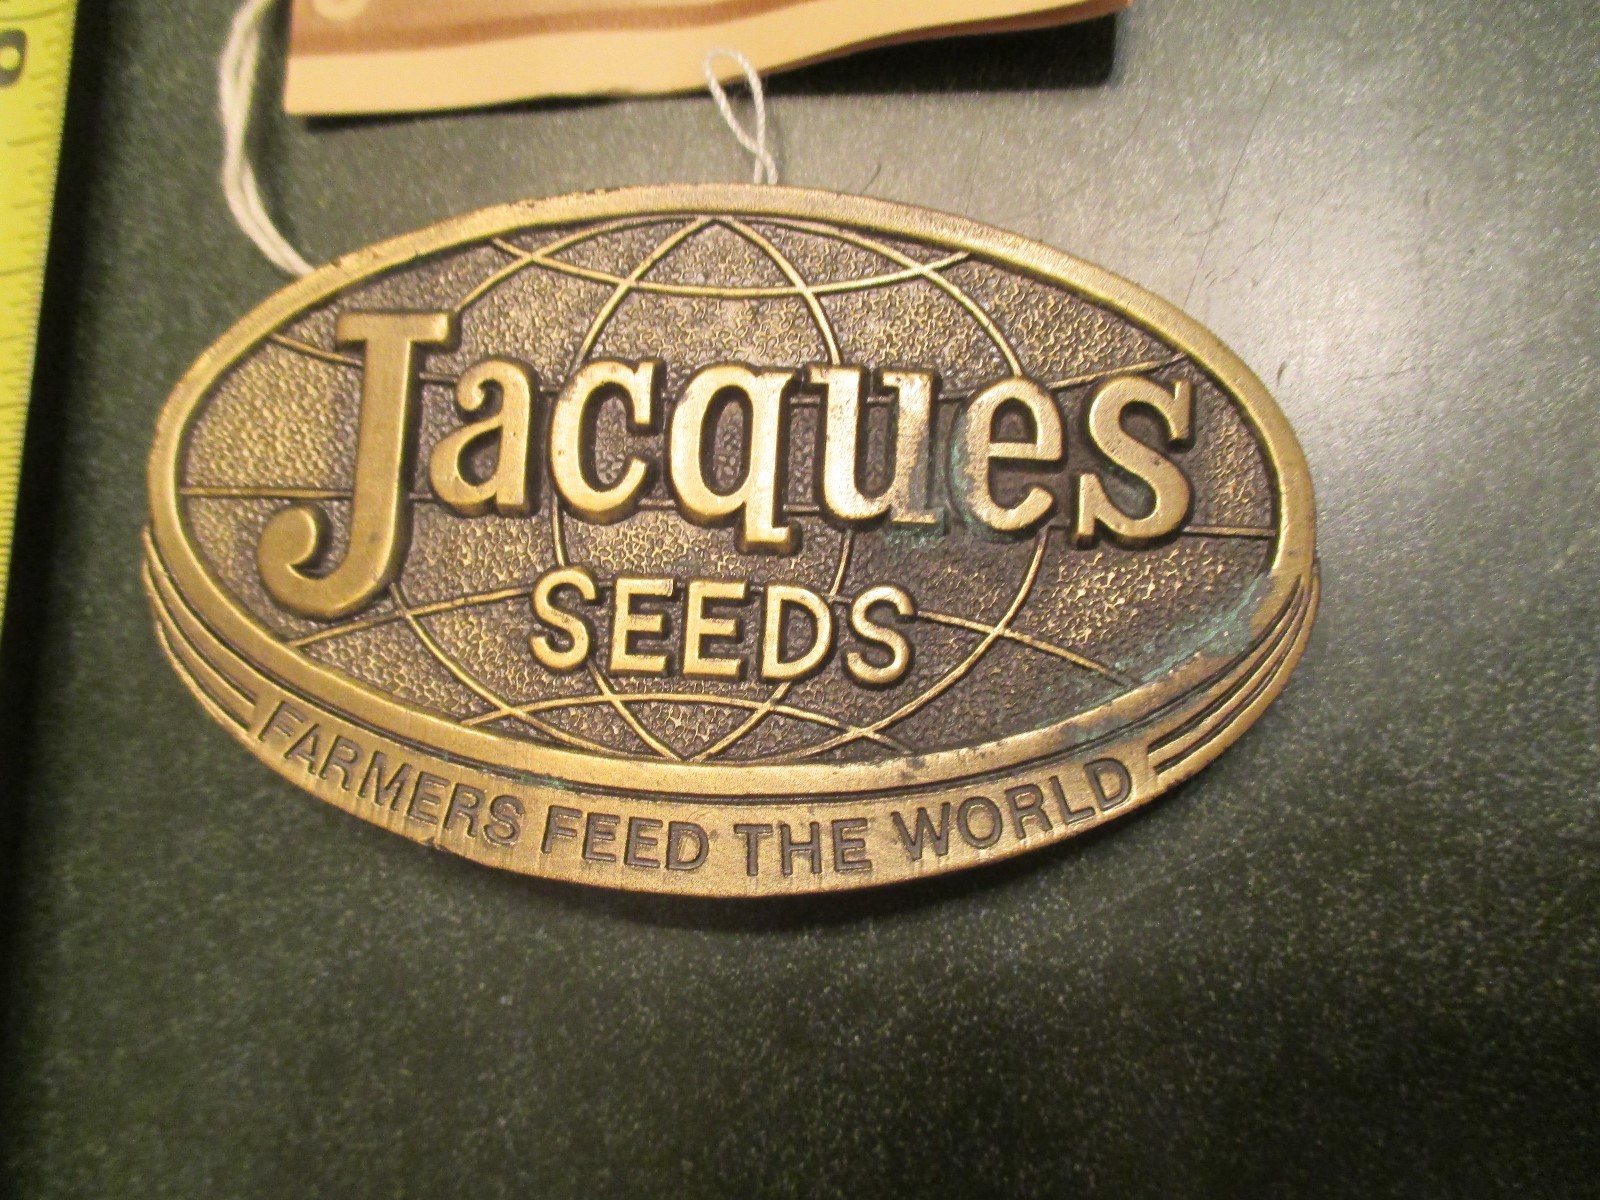 Jacques
SEEDS
FARMERS FEED THE WORLD